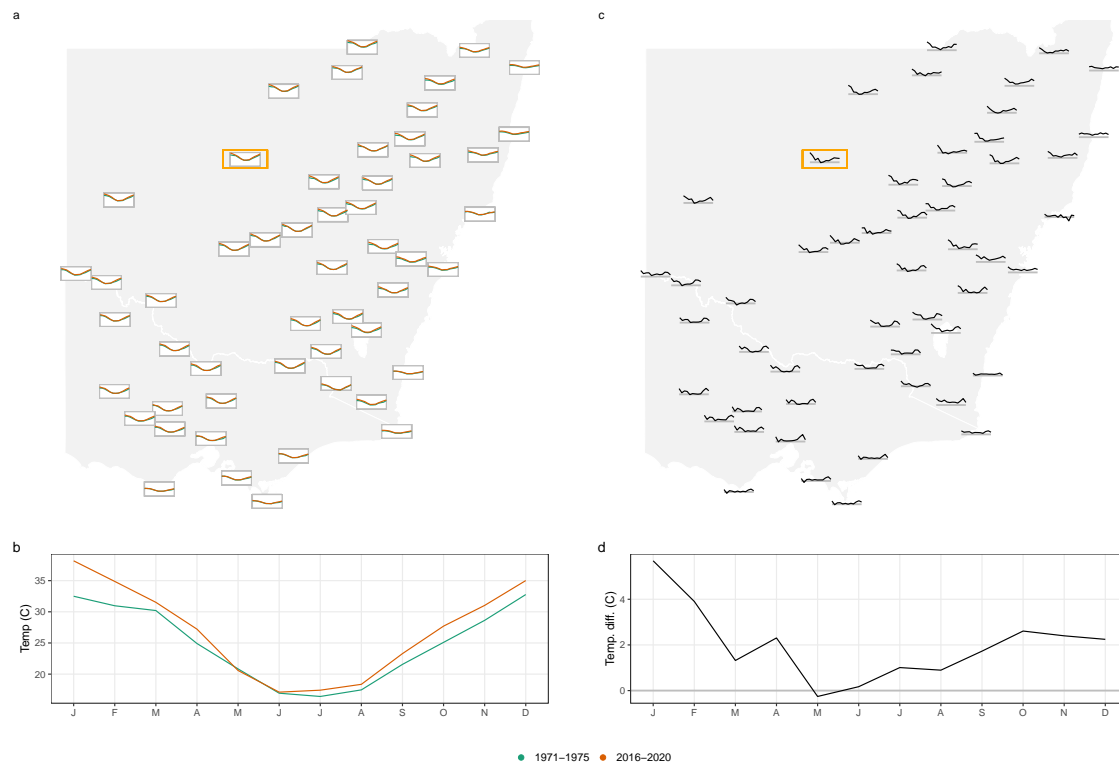 a
c
b
Temp (C)
35
30
25
20
J F M A M J J A S O N D
d
Temp. diff. (C)
4
2
0
J F M A M J J A S O N D
1971−1975 2016−2020